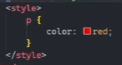 <style>
p {
color: red;
}
</style>